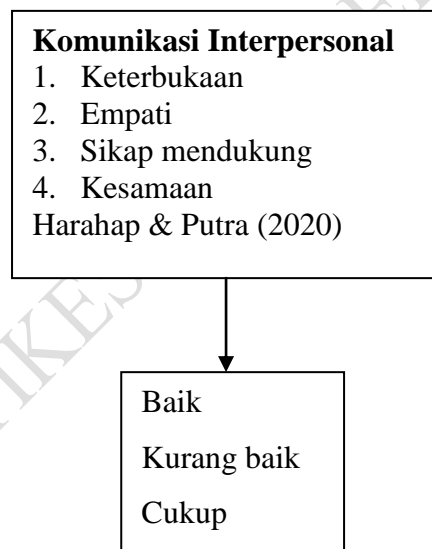 Komunikasi Interpersonal
1. Keterbukaan
2. Empati
3. Sikap mendukung
4. Kesamaan
Harahap & Putra (2020)
Baik
Kurang baik
Cukup